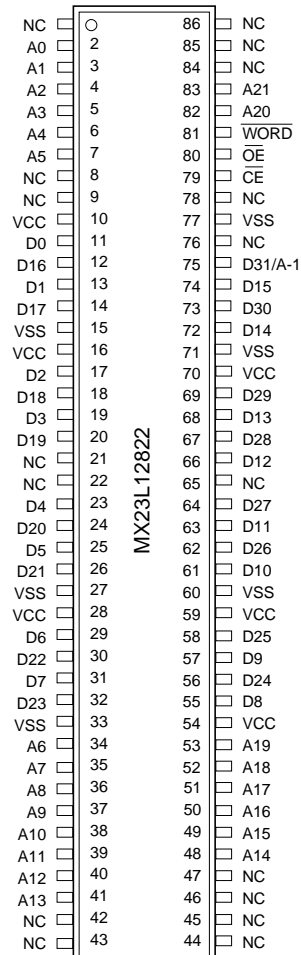 NC 86 NC
A0 2 85 NC
A1 3 84 NC
A2 4 83 A21
A3 5 82 A20
A4 6 81 WORD
A5 7 80 OE
NC 8 79 CE
NC 9 78 NC
VCC 10 77 VSS
D0 11 76 NC
D16 12 75 D31/A-1
D1 13 74 D15
D17 14 73 D30
VSS 15 72 D14
VCC 16 71 VSS
D2 17 70 VCC
D18 18 69 D29
D3 19 68 D13
D19 20 67 D28
NC 21 66 D12
NC 22 65 NC
D4 23 64 D27
D20 24 63 D11
D5 25 62 D26
D21 26 61 D10
VSS 27 60 VSS
VCC 28 59 VCC
D6 29 58 D25
D22 30 57 D9
D7 31 56 D24
D23 32 55 D8
VSS 33 54 VCC
A6 34 53 A19
A7 35 52 A18
A8 36 51 A17
A9 37 50 A16
A10 38 49 A15
A11 39 48 A14
A12 40 47 NC
A13 41 46 NC
NC 42 45 NC
NC 43 44 NC
MX23L12822